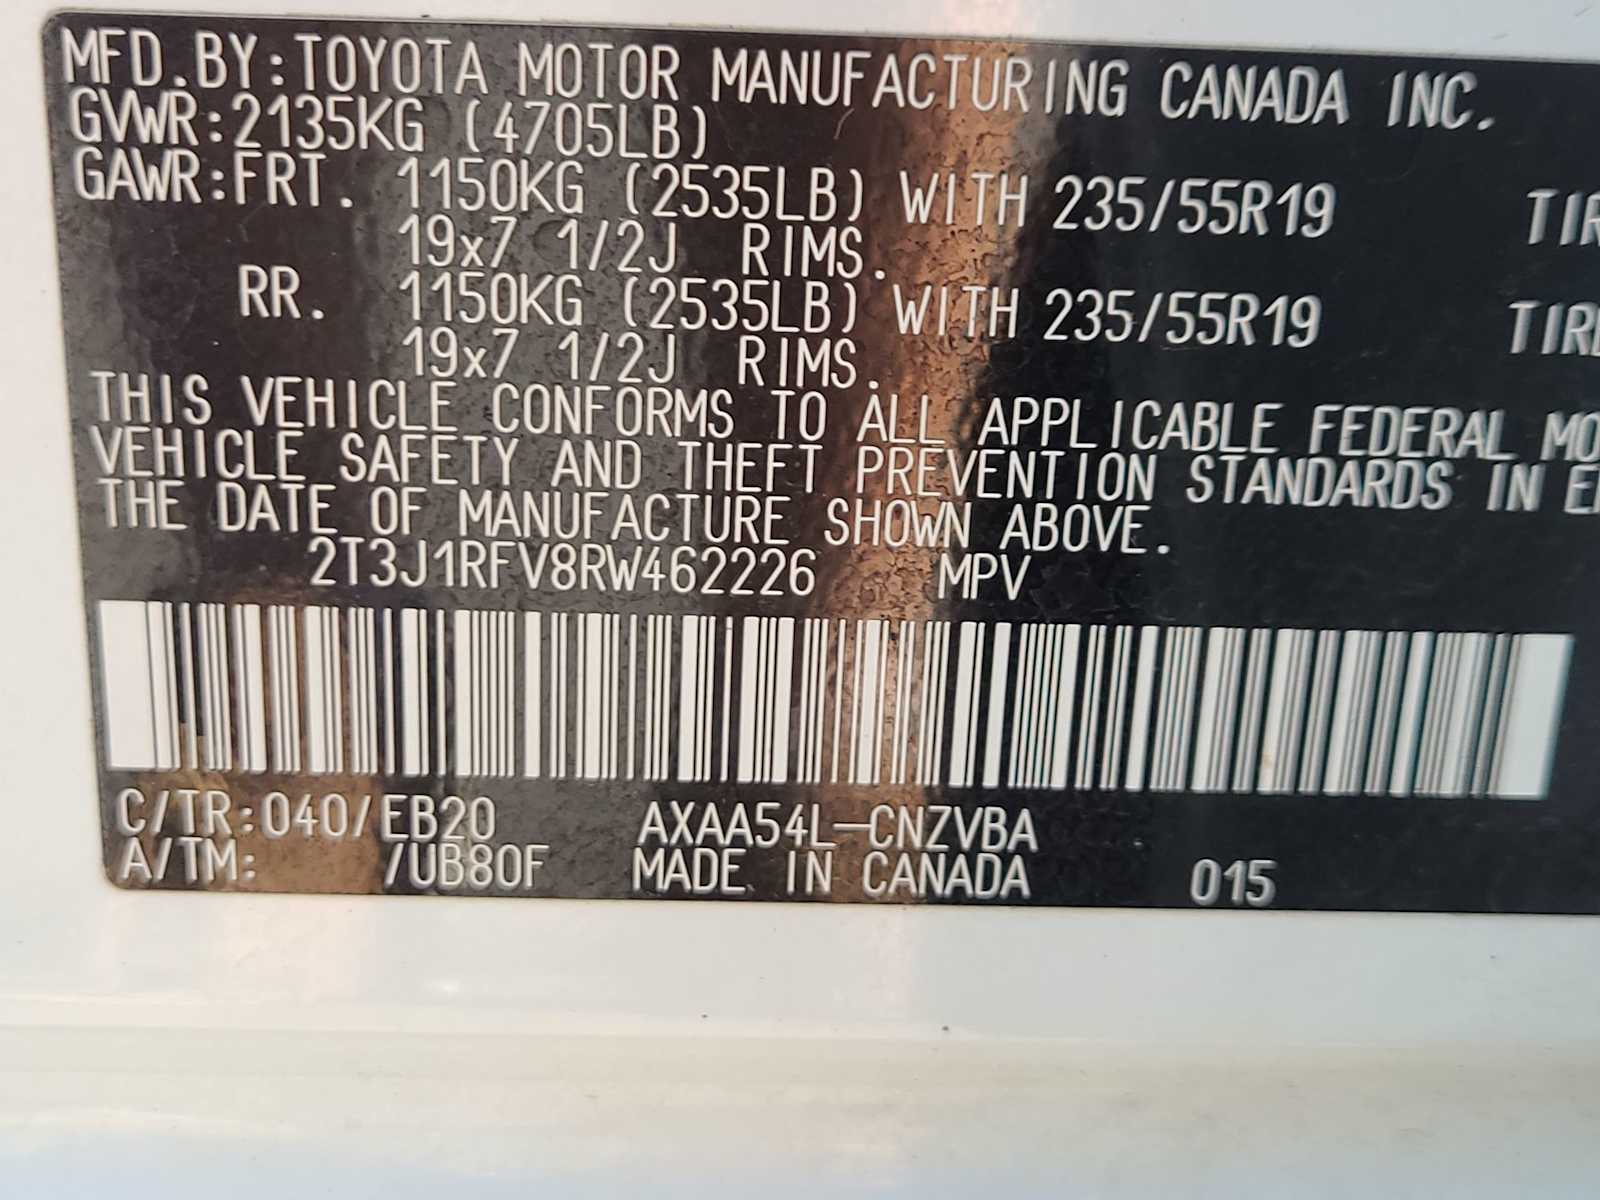 MFD.BY:TOYOTA MOTOR MANUFACTURING CANADA INC.
GVWR:2135KG (4705LB)
GAWR:FRT. 1150KG (2535LB) WITH 235/55R19 TIR
19x7 1/2J RIMS.
RR. 1150KG (2535LB) WITH 235/55R19 TIRE
19x7 1/2J RIMS.
THIS VEHICLE CONFORMS TO ALL APPLICABLE FEDERAL MO
VEHICLE SAFETY AND THEFT PREVENTION STANDARDS IN E
THE DATE OF MANUFACTURE SHOWN ABOVE.
2T3J1RFV8RW462226 MPV
C/TR:040/EB20 AXAA54L-CNZVBA
A/TM: /UB80F MADE IN CANADA 015